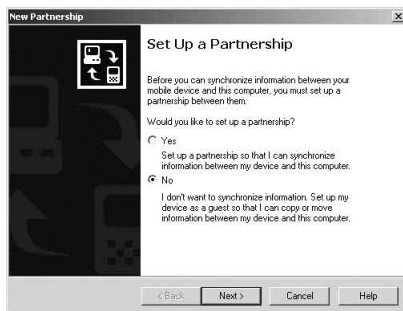 New Partnership
Set Up a Partnership
Before you can synchronize information between your
mobile device and this computer, you must set up a
partnership between them.
Would you like to set up a partnership?
Yes
Set up a partnership so that I can synchronize
information between my device and this computer.
No
I don't want to synchronize information. Set up my
device as a guest so that I can copy or move
information between my device and this computer.
< Back
Next >
Cancel
Help